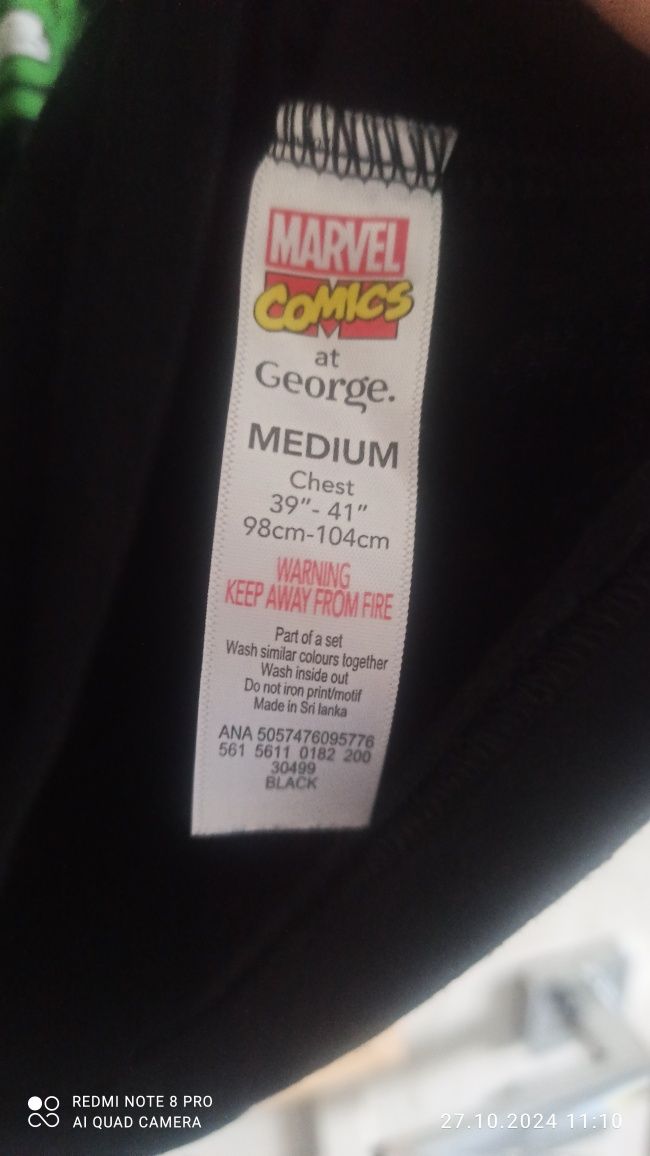 MARVEL
COMICS
at
George.
MEDIUM
Chest
39"- 41"
98cm-104cm
WARNING
KEEP AWAY FROM FIRE
Part of a set
Wash similar colours together
Wash inside out
Do not iron print/motif
Made in Sri lanka
ANA 5057476095776
561 5611 0182 200
30499
BLACK
REDMI NOTE 8 PRO
AI QUAD CAMERA
27.10.2024 11:10